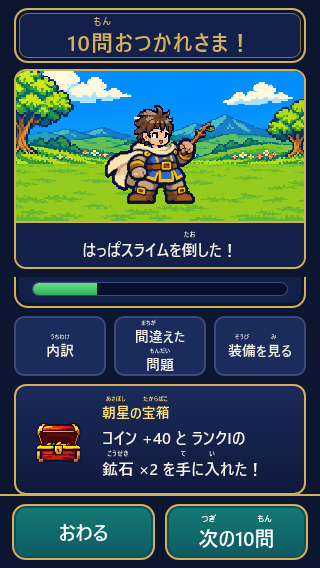 10問おつかれさま！
はっぱスライムを倒した！
内訳
間違えた
問題
装備を見る
朝星の宝箱
コイン +40 と ランク1の
鉱石 ×2 を手に入れた！
おわる
次の10問